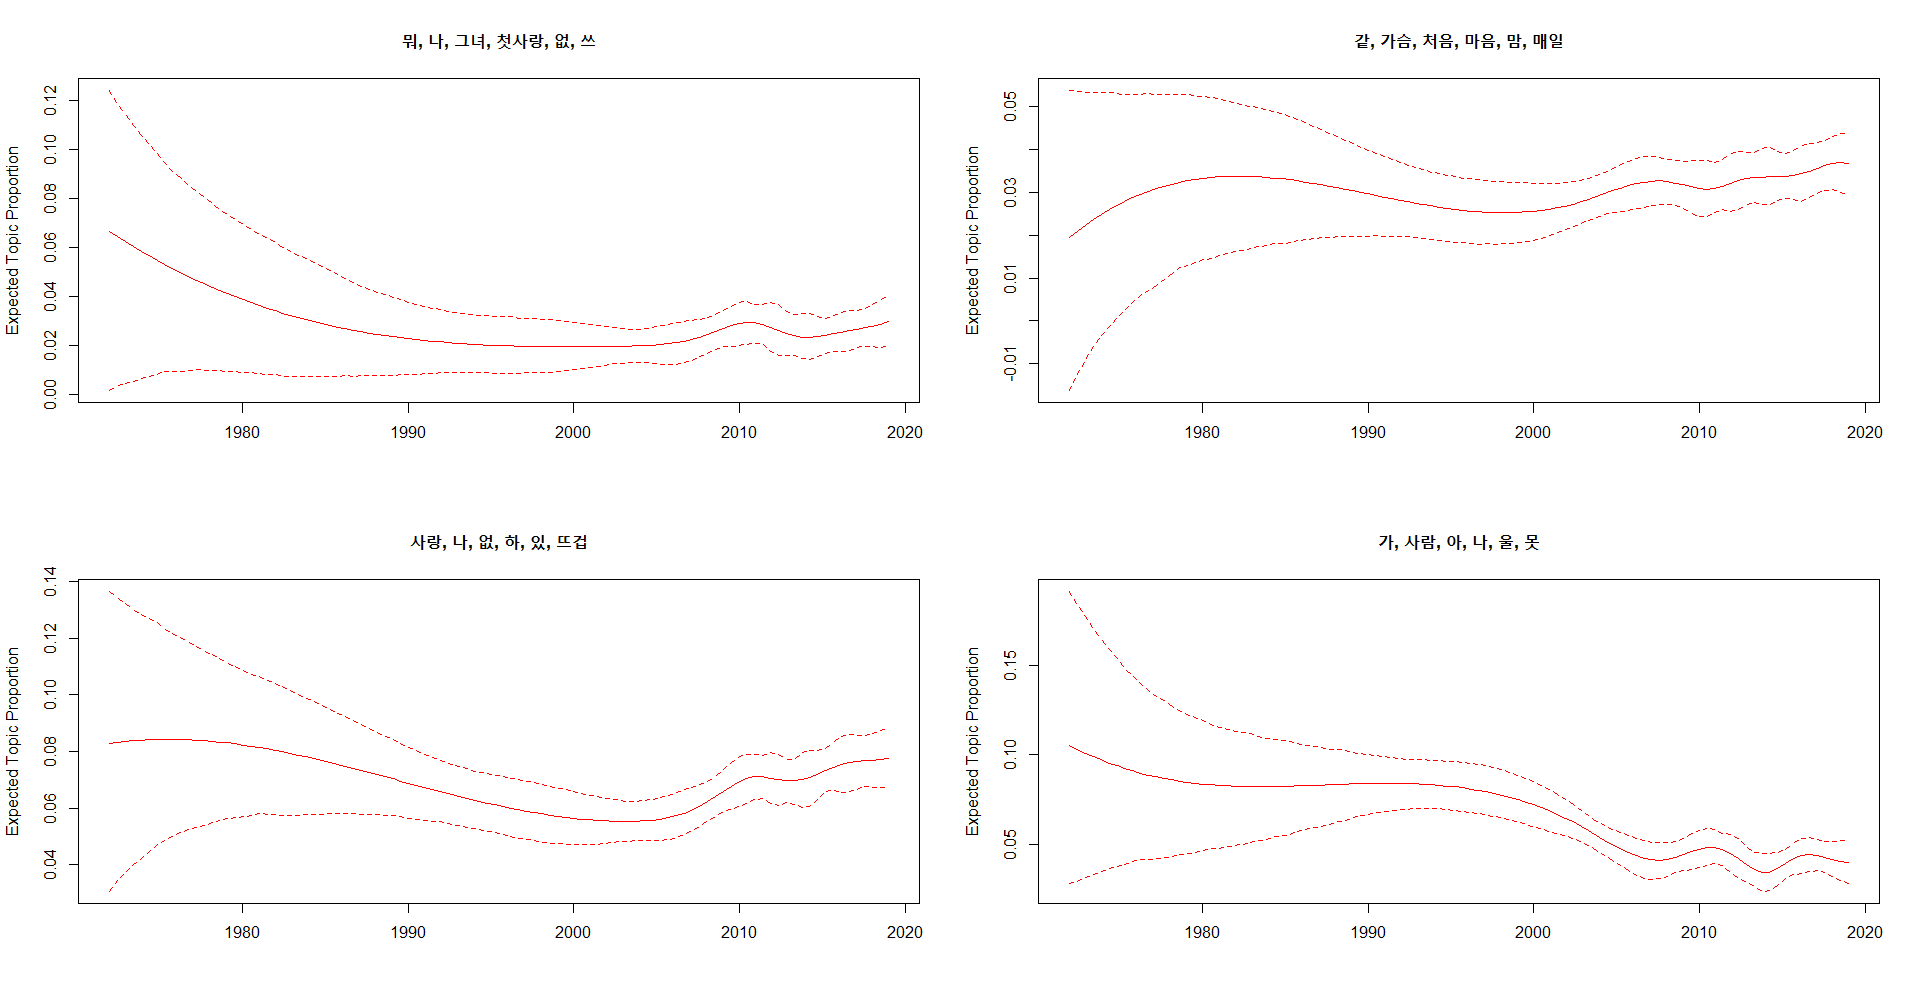 뭐, 나, 그녀, 첫사랑, 없, 쓰
Expected Topic Proportion
0.12
0.10
0.08
0.06
0.04
0.02
0.00
1980 1990 2000 2010 2020
같, 가슴, 처음, 마음, 맘, 매일
Expected Topic Proportion
0.05
0.03
0.01
-0.01
1980 1990 2000 2010 2020
사랑, 나, 없, 하, 있, 뜨겁
Expected Topic Proportion
0.14
0.12
0.10
0.08
0.06
0.04
1980 1990 2000 2010 2020
가, 사람, 아, 나, 울, 못
Expected Topic Proportion
0.15
0.10
0.05
1980 1990 2000 2010 2020